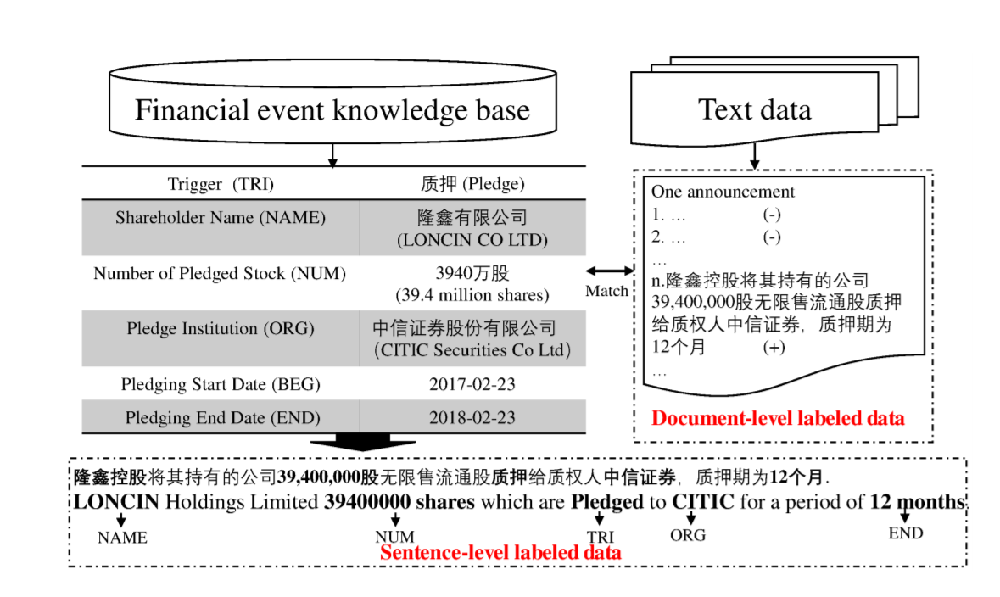 Financial event knowledge base
Text data
Trigger (TRI) 质押 (Pledge)
Shareholder Name (NAME) 隆鑫有限公司
(LONCIN CO LTD)
Number of Pledged Stock (NUM) 3940万股
(39.4 million shares)
Pledge Institution (ORG) 中信证券股份有限公司
（CITIC Securities Co Ltd）
Pledging Start Date (BEG) 2017-02-23
Pledging End Date (END) 2018-02-23
Match
One announcement
1. … (-)
2. … (-)
…
n.隆鑫控股将其持有的公司
39,400,000股无限售流通股质押
给质权人中信证券，质押期为
12个月 (+)
…
Document-level labeled data
隆鑫控股将其持有的公司39,400,000股无限售流通股质押给质权人中信证券，质押期为12个月.
LONCIN Holdings Limited 39400000 shares which are Pledged to CITIC for a period of 12 months
NAME NUM TRI ORG END
Sentence-level labeled data